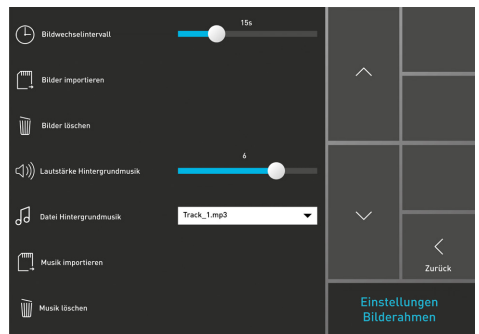 15s
Bildwechselintervall
Bilder importieren
Bilder löschen
6
Lautstärke Hintergrundmusik
Datei Hintergrundmusik
Track_1.mp3
Musik importieren
Musik löschen
Zurück
Einstellungen
Bilderahmen